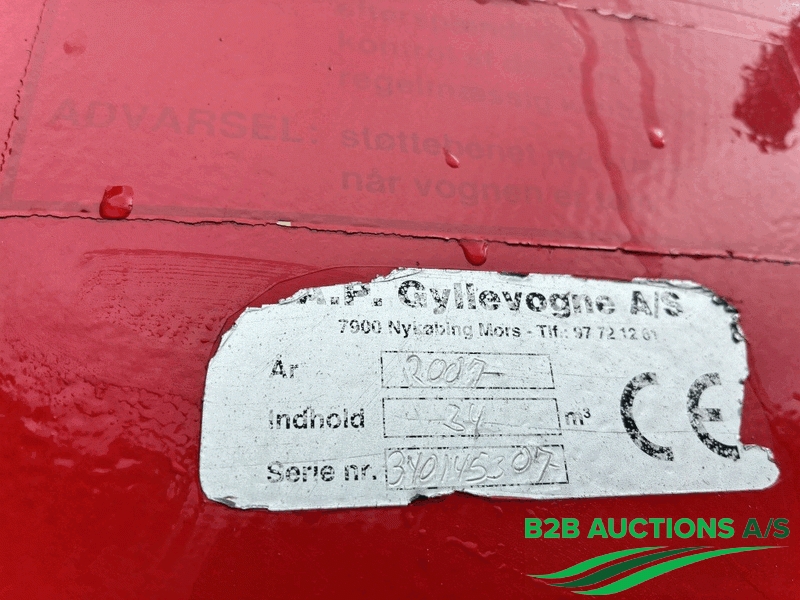 ADVARSEL: støttebenet
når vognen
A.P. Gyllevogne A/S
7900 Nykøbing Mors - Tlf.: 97 72 12 61
År 2007
Indhold 34 m³
Serie nr. 340145307
CE
B2B AUCTIONS A/S